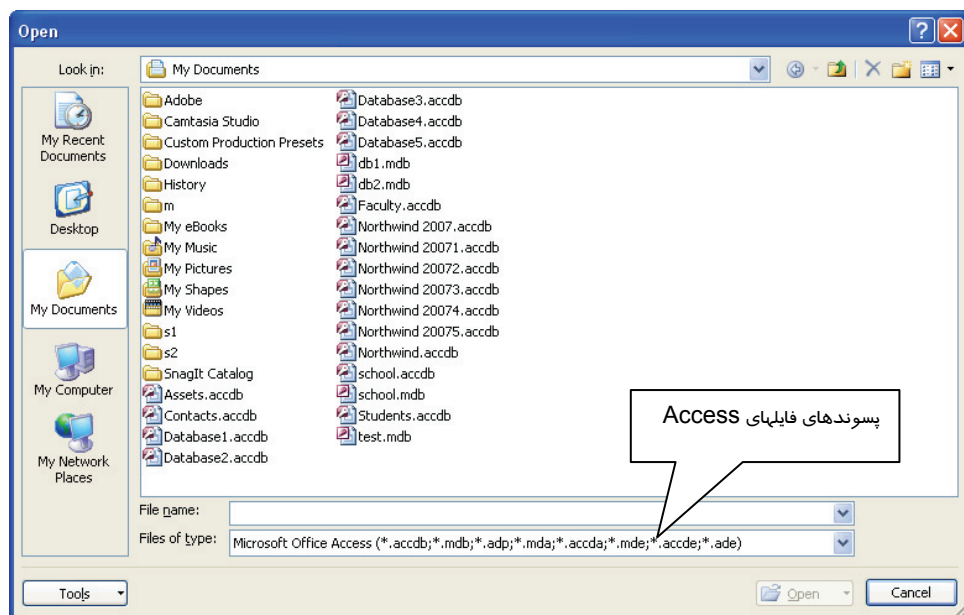 Open
Look in:
My Documents
My Recent
Documents
Desktop
My Documents
My Computer
My Network
Places
Adobe
Camtasia Studio
Custom Production Presets
Downloads
History
m
My eBooks
My Music
My Pictures
My Shapes
My Videos
s1
s2
SnagIt Catalog
Assets.accdb
Contacts.accdb
Database1.accdb
Database2.accdb
Database3.accdb
Database4.accdb
Database5.accdb
db1.mdb
db2.mdb
Faculty.accdb
Northwind 2007.accdb
Northwind 20071.accdb
Northwind 20072.accdb
Northwind 20073.accdb
Northwind 20074.accdb
Northwind 20075.accdb
Northwind.accdb
school.accdb
school.mdb
Students.accdb
test.mdb
پسوندهای فایلهای Access
File name:
Files of type:
Microsoft Office Access (*.accdb;*.mdb;*.adp;*.mda;*.accda;*.mde;*.accde;*.ade)
Tools
Open
Cancel